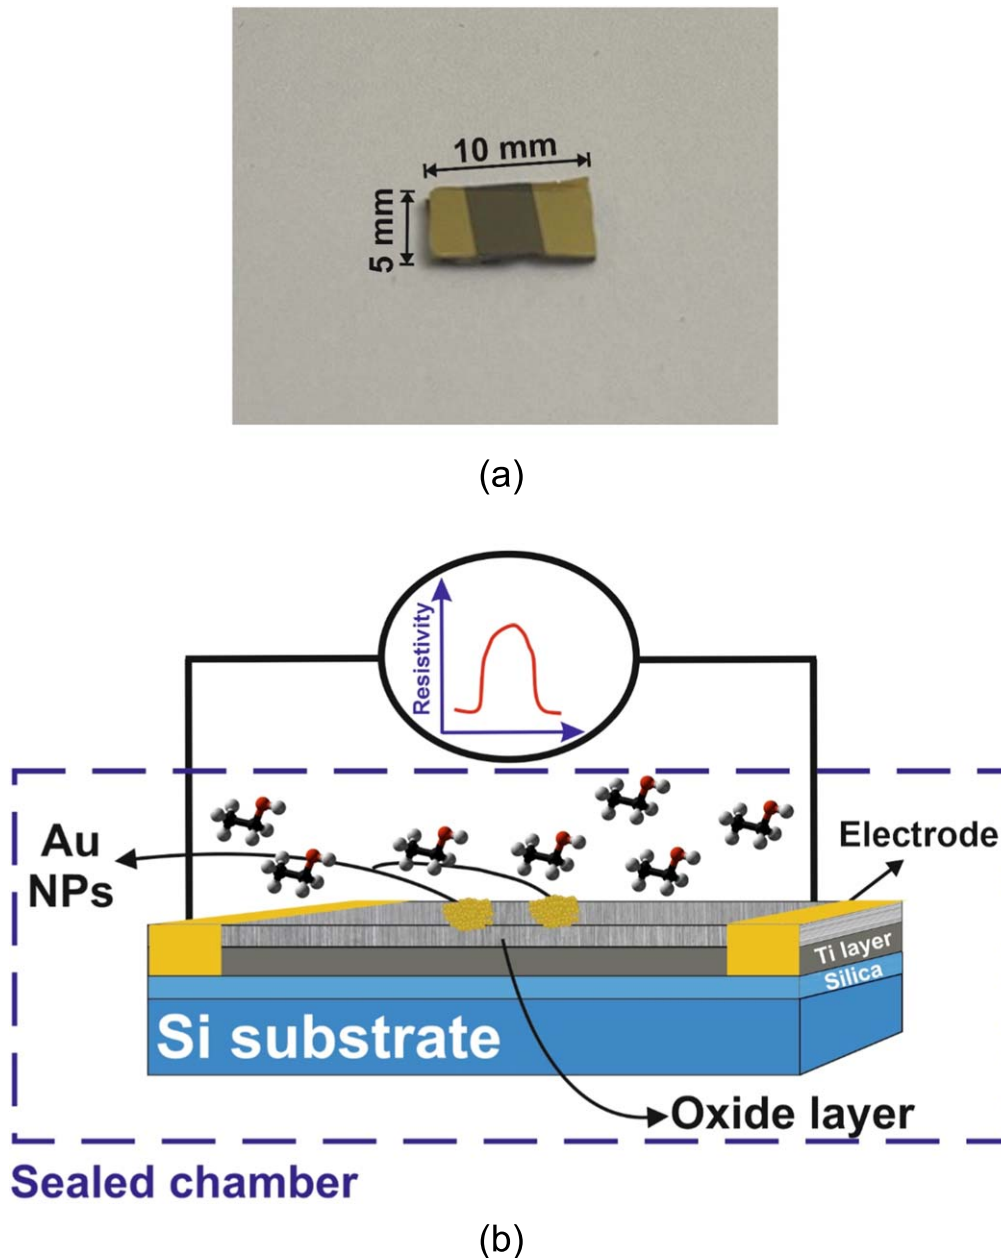 10 mm
5 mm
(a)
Resistivity
Au
NPs
Electrode
Ti layer
Silica
Si substrate
Oxide layer
Sealed chamber
(b)